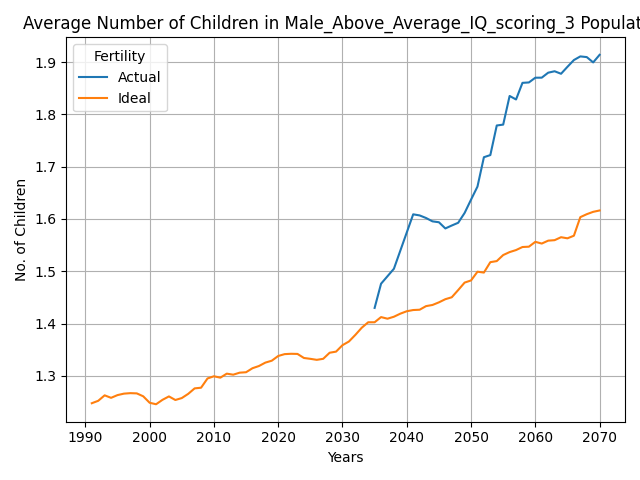 Average Number of Children in Male_Above_Average_IQ_scoring_3 Populat
Fertility
Actual
Ideal
No. of Children
1.9
1.8
1.7
1.6
1.5
1.4
1.3
1990 2000 2010 2020 2030 2040 2050 2060 2070
Years